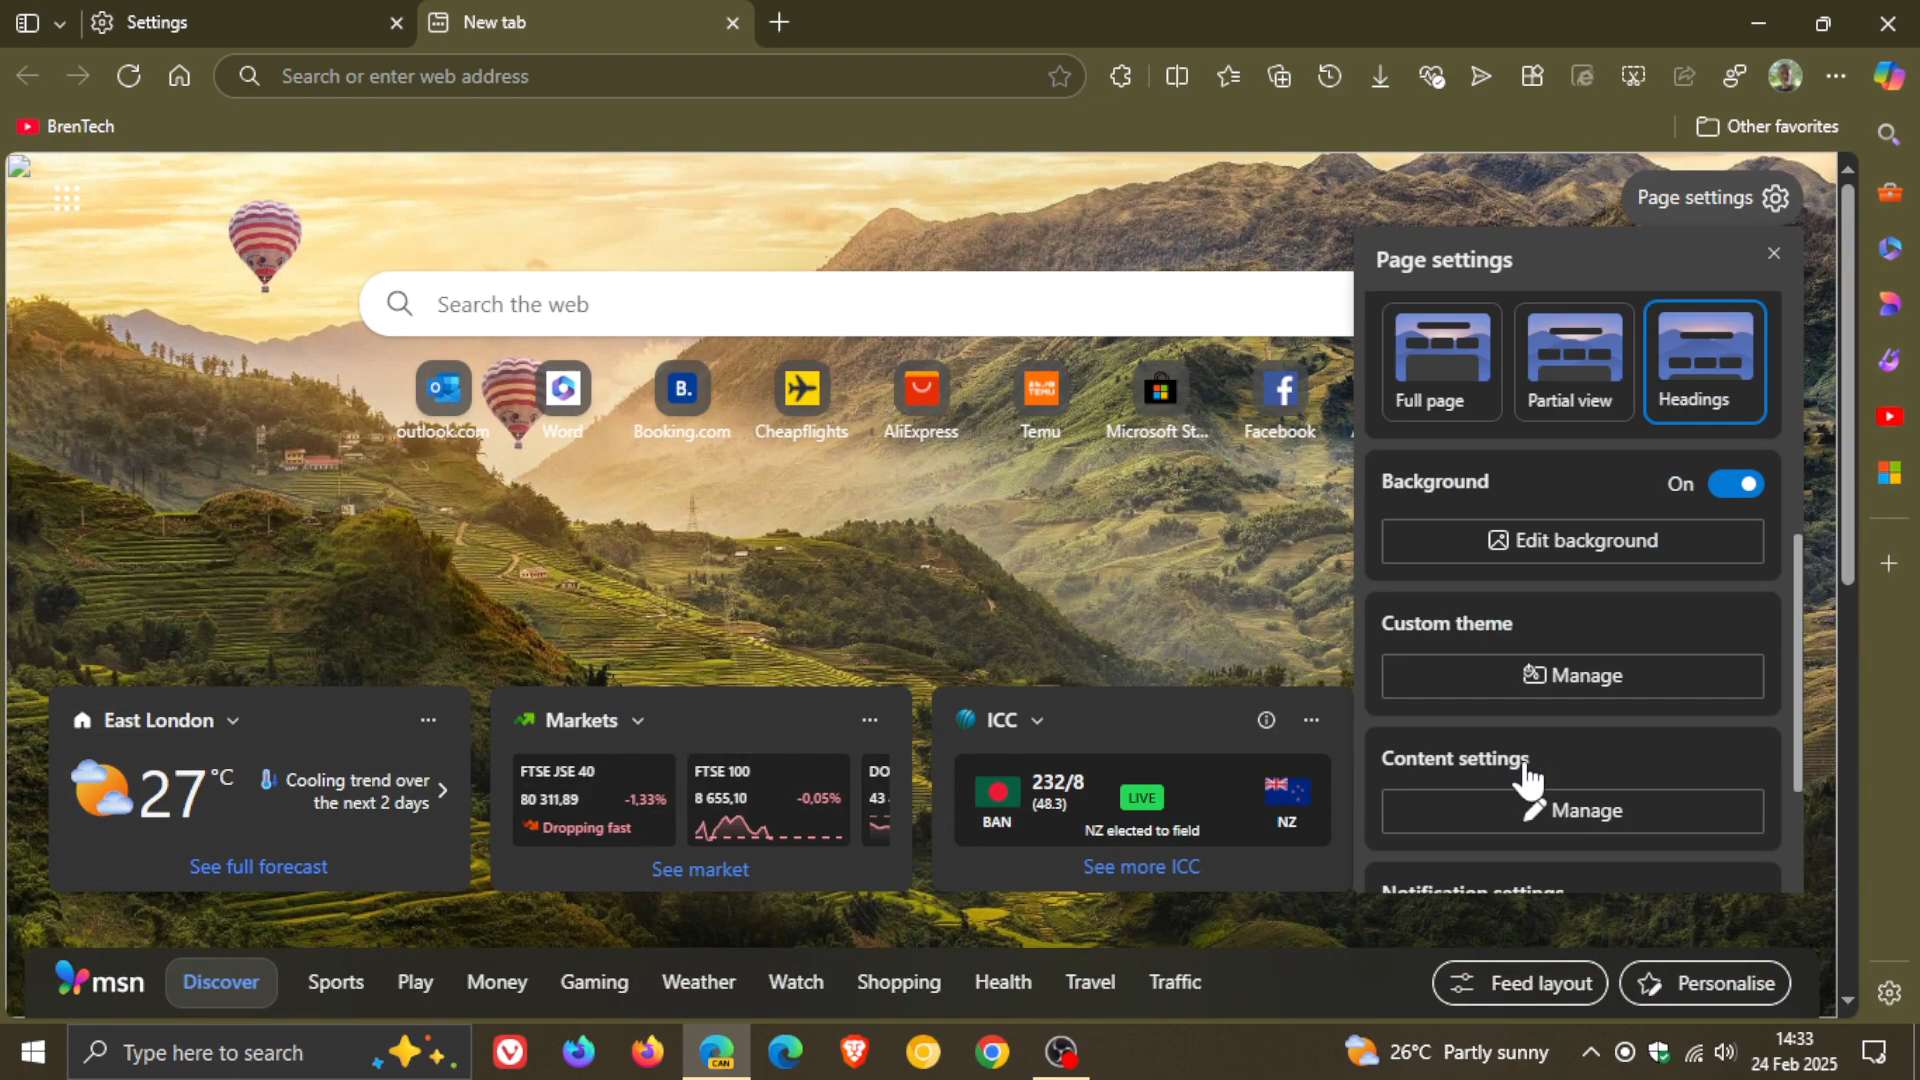 Settings
New tab
Search or enter web address
BrenTech
Other favorites
Page settings
Search the web
outlook.com
Word
Booking.com
Cheapflights
AliExpress
Temu
Microsoft St...
Facebook
Page settings
Full page
Partial view
Headings
Background
On
Edit background
Custom theme
Manage
Content settings
Manage
East London
27 °C
Cooling trend over
the next 2 days
See full forecast
Markets
FTSE JSE 40
80 311,89 -1,33%
Dropping fast
FTSE 100
8 655,10 -0,05%
DO
43
See market
ICC
BAN
232/8
(48.3)
LIVE
NZ elected to field
NZ
See more ICC
msn
Discover
Sports
Play
Money
Gaming
Weather
Watch
Shopping
Health
Travel
Traffic
Feed layout
Personalise
Type here to search
CAN
26°C Partly sunny
14:33
24 Feb 2025